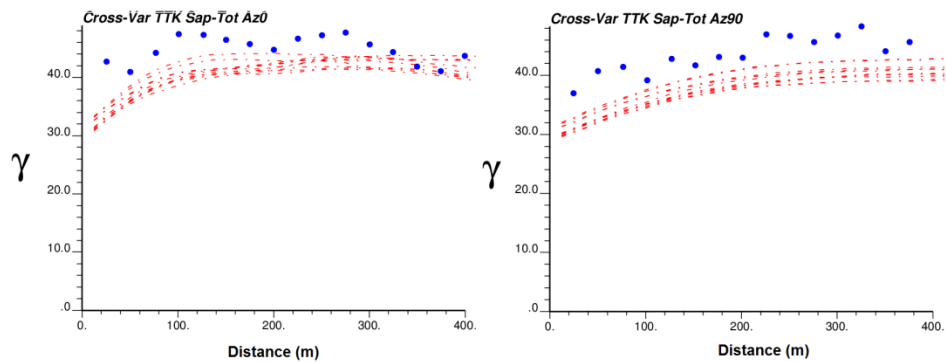 Cross-Var TTK Sap-Tot Az0
40.0
30.0
20.0
10.0
.0
0. 100. 200. 300. 400.
γ
Distance (m)
Cross-Var TTK Sap-Tot Az90
40.0
30.0
20.0
10.0
.0
0. 100. 200. 300. 400.
γ
Distance (m)